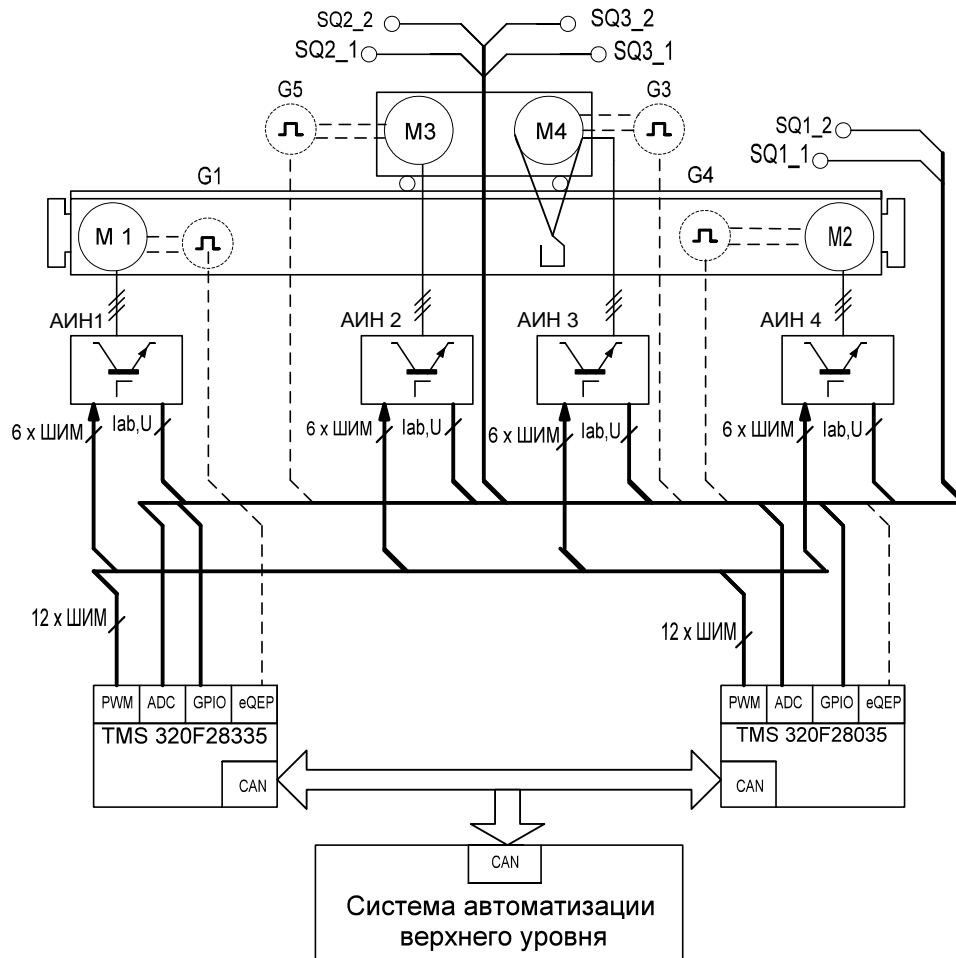 SQ2_2
SQ3_2
SQ2_1
SQ3_1
G5
G3
M3
M4
SQ1_2
SQ1_1
G1
G4
M 1
M2
АИН1
АИН 2
АИН 3
АИН 4
6 x ШИМ
Iab,U
6 x ШИМ
Iab,U
6 x ШИМ
6 x ШИМ
Iab,U
12 x ШИМ
12 x ШИМ
PWM
ADC
GPIO
eQEP
TMS 320F28335
CAN
PWM
ADC
GPIO
eQEP
TMS 320F28035
CAN
CAN
Система автоматизации
верхнего уровня